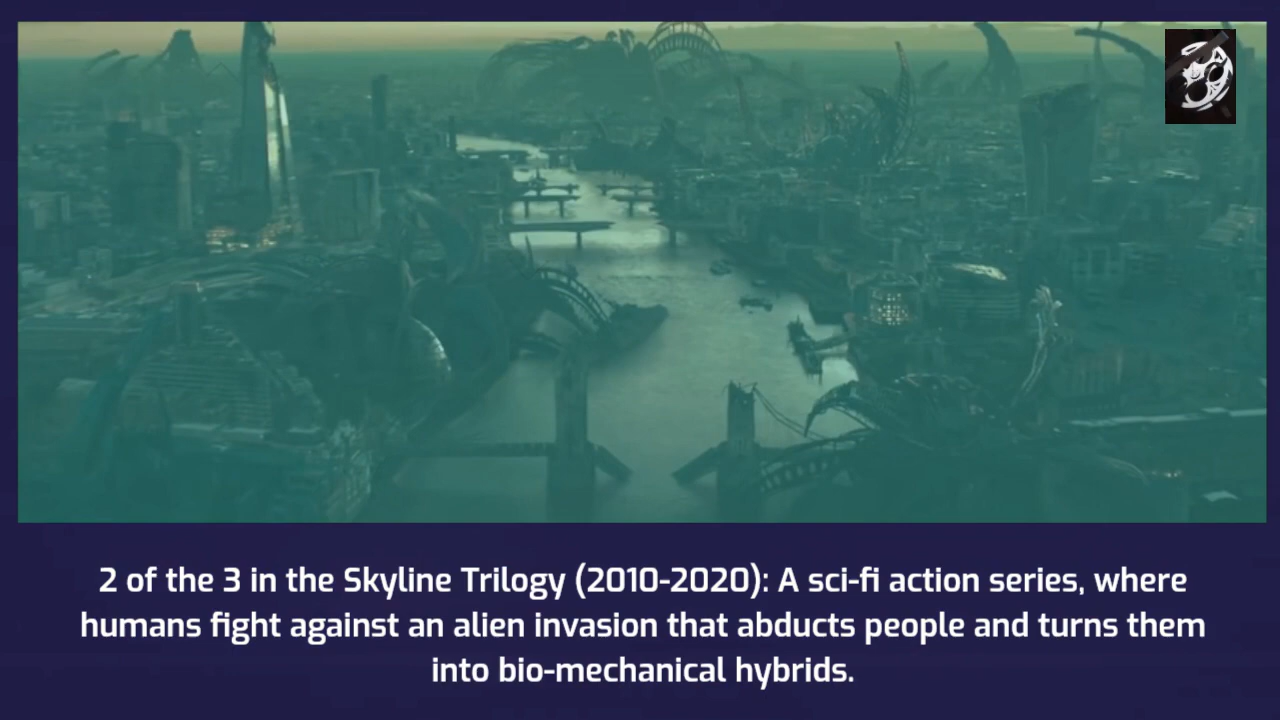 2 of the 3 in the Skyline Trilogy (2010-2020): A sci-fi action series, where
humans fight against an alien invasion that abducts people and turns them
into bio-mechanical hybrids.